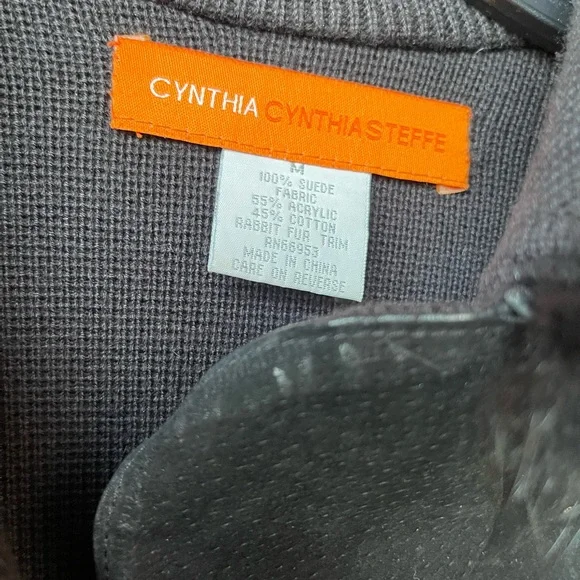 CYNTHIA CYNTHIASTEFFE
M
100% SUEDE
FABRIC
55% ACRYLIC
45% COTTON
RABBIT FUR TRIM
RN66953
MADE IN CHINA
CARE ON REVERSE